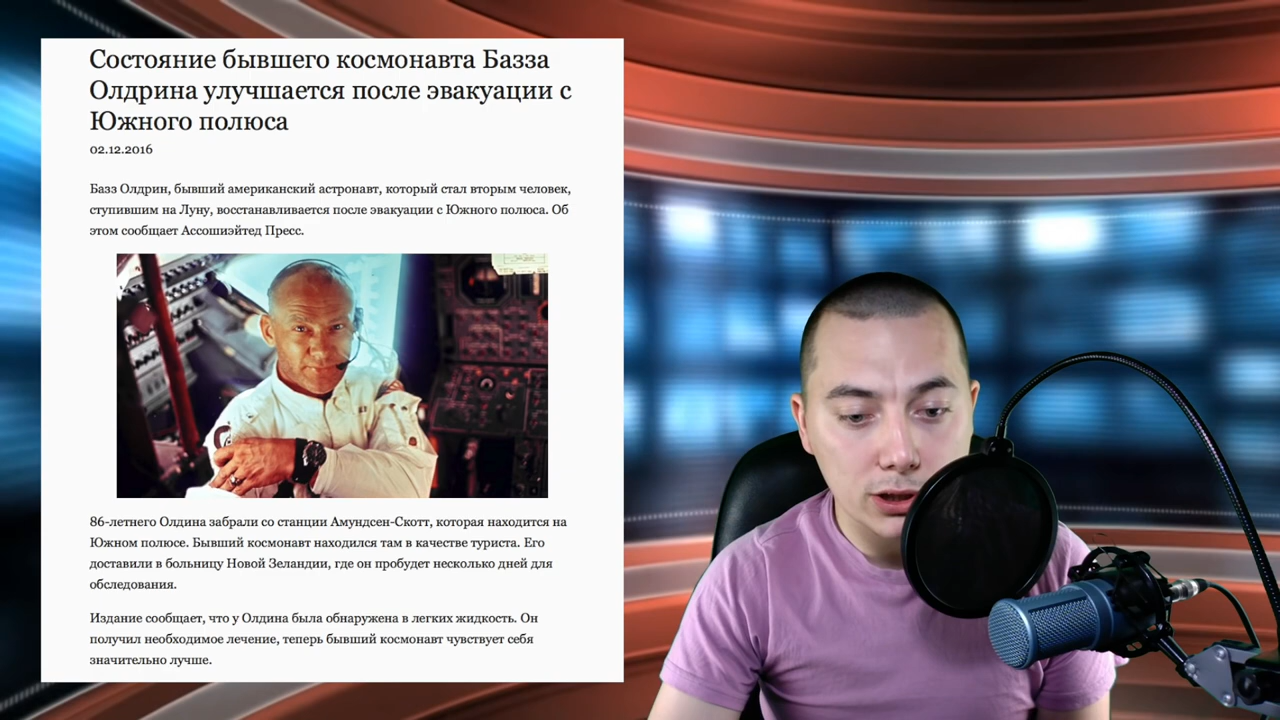 Состояние бывшего космонавта Базза
Олдрина улучшается после эвакуации с
Южного полюса
02.12.2016
Базз Олдрин, бывший американский астронавт, который стал вторым человек,
ступившим на Луну, восстанавливается после эвакуации с Южного полюса. Об
этом сообщает Ассошиэйтед Пресс.
86-летнего Олдина забрали со станции Амундсен-Скотт, которая находится на
Южном полюсе. Бывший космонавт находился там в качестве туриста. Его
доставили в больницу Новой Зеландии, где он пробудет несколько дней для
обследования.
Издание сообщает, что у Олдина была обнаружена в легких жидкость. Он
получил необходимое лечение, теперь бывший космонавт чувствует себя
значительно лучше.